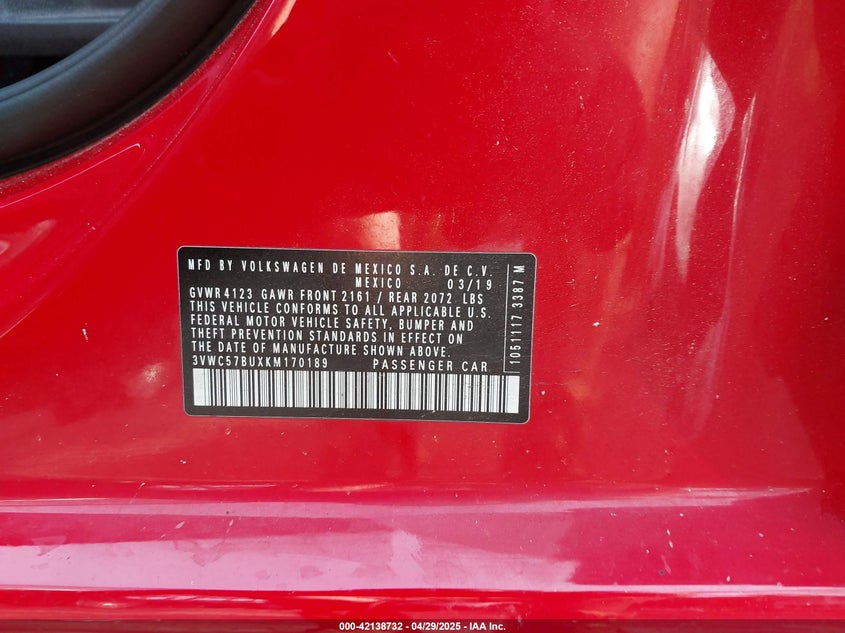 MFD BY VOLKSWAGEN DE MEXICO S.A. DE C.V.
MEXICO 03/19
GVWR 4123 GAWR FRONT 2161 / REAR 2072 LBS
THIS VEHICLE CONFORMS TO ALL APPLICABLE U.S.
FEDERAL MOTOR VEHICLE SAFETY, BUMPER AND
THEFT PREVENTION STANDARDS IN EFFECT ON
THE DATE OF MANUFACTURE SHOWN ABOVE.
3VWC57BUXKM170189 PASSENGER CAR
1051117 3387 M
000-42138732 - 04/29/2025 - IAA Inc.